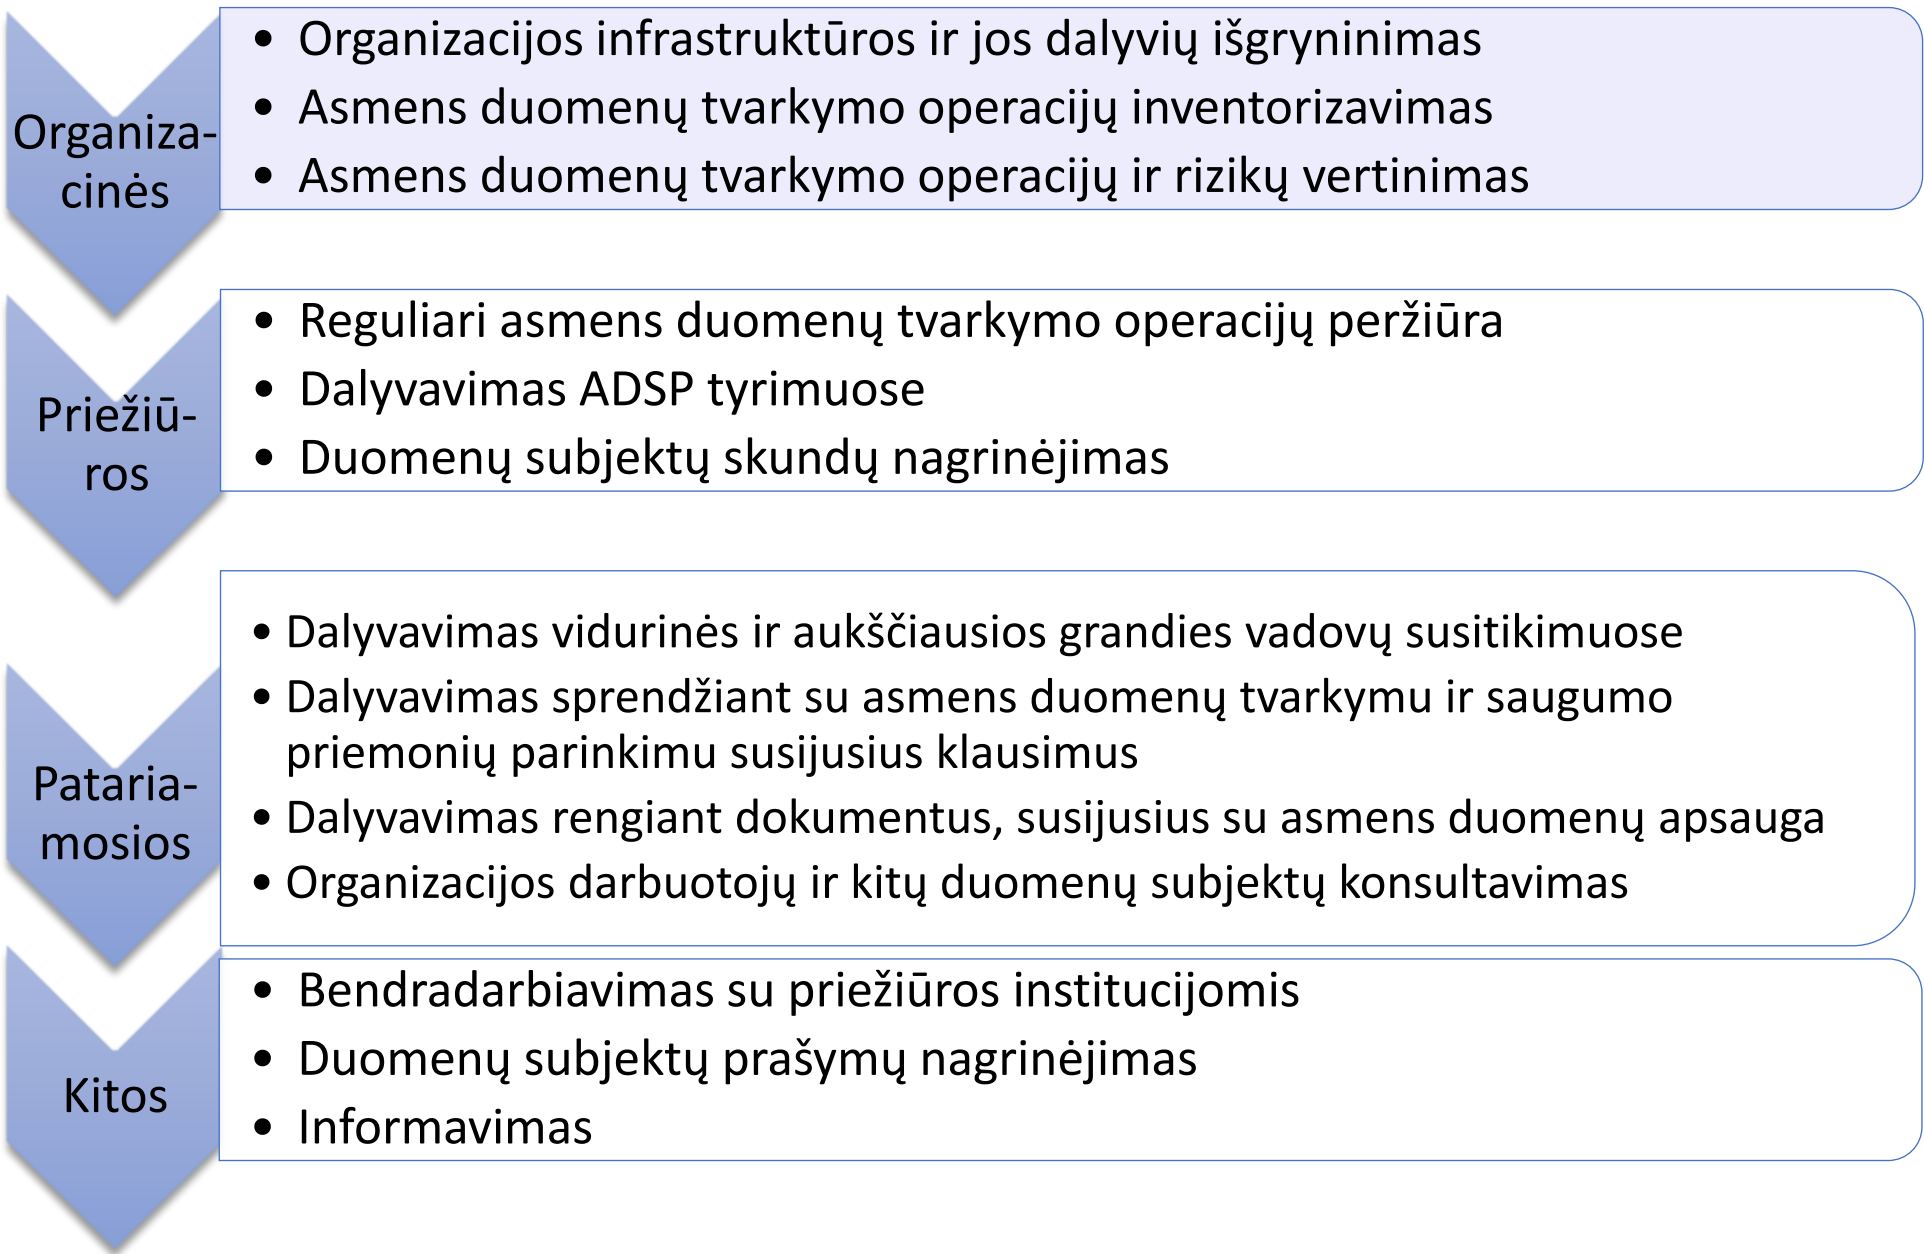 Organiza-
cinės
• Organizacijos infrastruktūros ir jos dalyvių išgryninimas
• Asmens duomenų tvarkymo operacijų inventorizavimas
• Asmens duomenų tvarkymo operacijų ir rizikų vertinimas
Priežiū-
ros
• Reguliari asmens duomenų tvarkymo operacijų peržiūra
• Dalyvavimas ADSP tyrimuose
• Duomenų subjektų skundų nagrinėjimas
Pataria-
mosios
• Dalyvavimas vidurinės ir aukščiausios grandies vadovų susitikimuose
• Dalyvavimas sprendžiant su asmens duomenų tvarkymu ir saugumo
priemonių parinkimu susijusius klausimus
• Dalyvavimas rengiant dokumentus, susijusius su asmens duomenų apsauga
• Organizacijos darbuotojų ir kitų duomenų subjektų konsultavimas
Kitos
• Bendradarbiavimas su priežiūros institucijomis
• Duomenų subjektų prašymų nagrinėjimas
• Informavimas